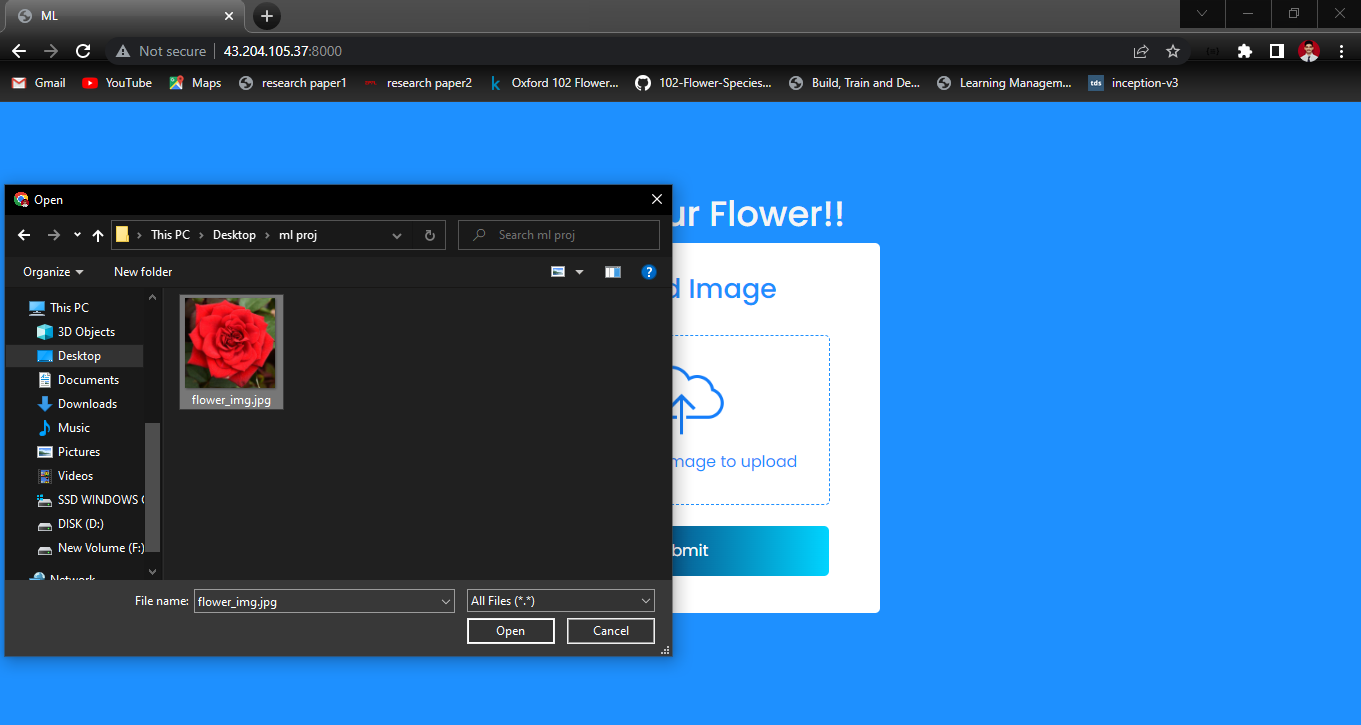 ML
Not secure
43.204.105.37:8000
Gmail
YouTube
Maps
research paper1
research paper2
Oxford 102 Flower...
102-Flower-Species...
Build, Train and De...
Learning Managem...
tds
inception-v3
Open
ur Flower!!
This PC > Desktop > ml proj
Search ml proj
Organize
New folder
d Image
This PC
3D Objects
Desktop
Documents
Downloads
Music
Pictures
Videos
SSD WINDOWS
DISK (D:)
New Volume (F:)
Network
flower_img.jpg
mage to upload
bmit
File name:
flower_img.jpg
All Files (*.*)
Open
Cancel